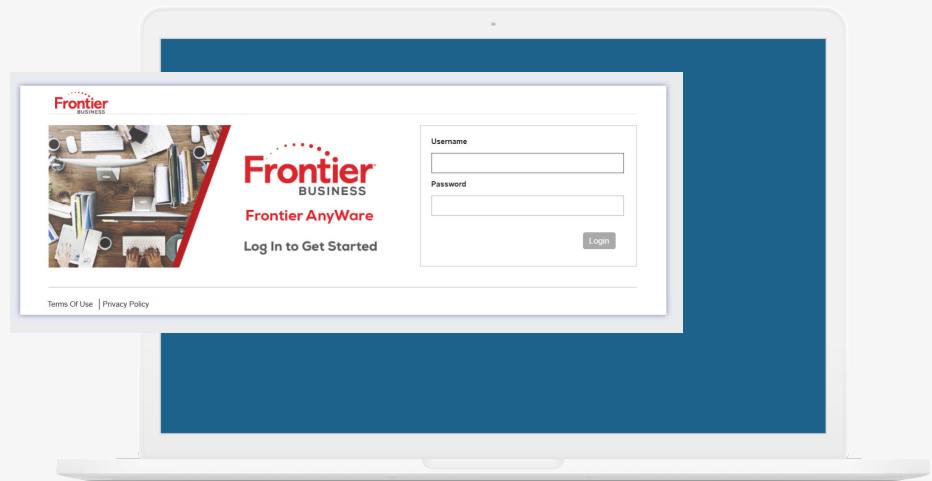 Frontier
BUSINESS
Frontier
BUSINESS
Frontier AnyWare
Log In to Get Started
Username
Password
Login
Terms Of Use | Privacy Policy